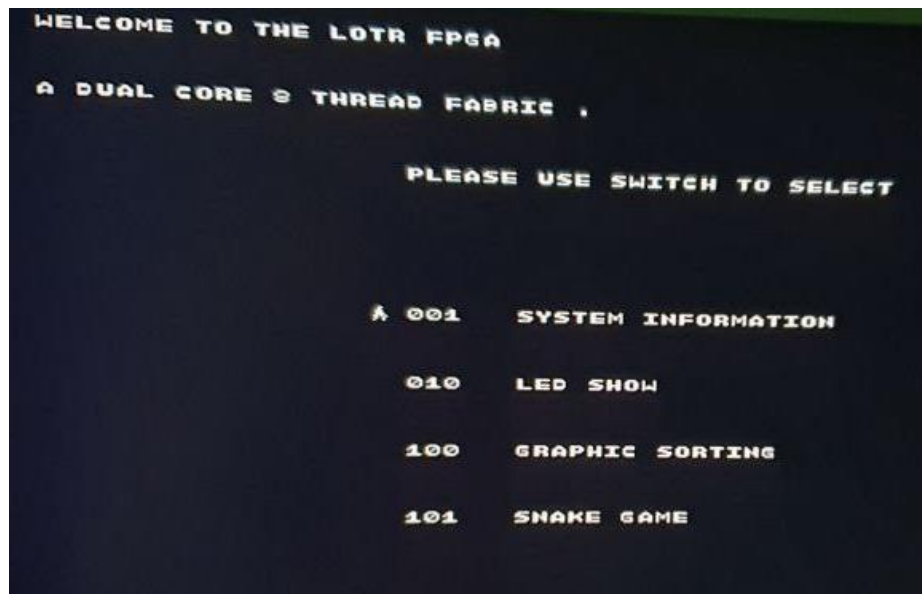 WELCOME TO THE LOTR FPGA
A DUAL CORE 8 THREAD FABRIC .
PLEASE USE SWITCH TO SELECT
001 SYSTEM INFORMATION
010 LED SHOW
100 GRAPHIC SORTING
101 SNAKE GAME